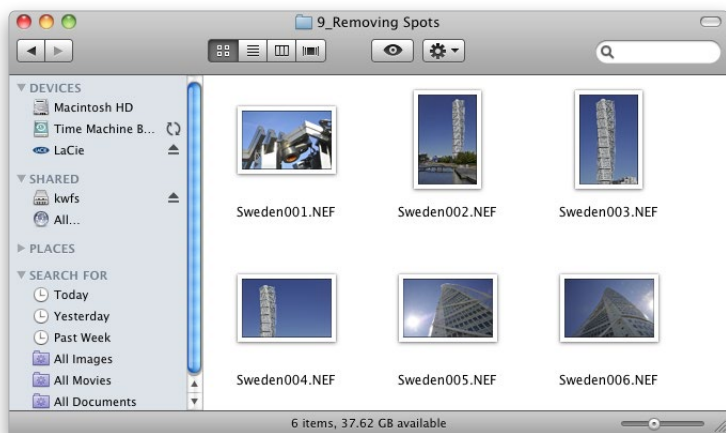 9_Removing Spots
DEVICES
Macintosh HD
Time Machine B...
LaCie
SHARED
kwfs
All...
PLACES
SEARCH FOR
Today
Yesterday
Past Week
All Images
All Movies
All Documents
Sweden001.NEF
Sweden002.NEF
Sweden003.NEF
Sweden004.NEF
Sweden005.NEF
Sweden006.NEF
6 items, 37.62 GB available